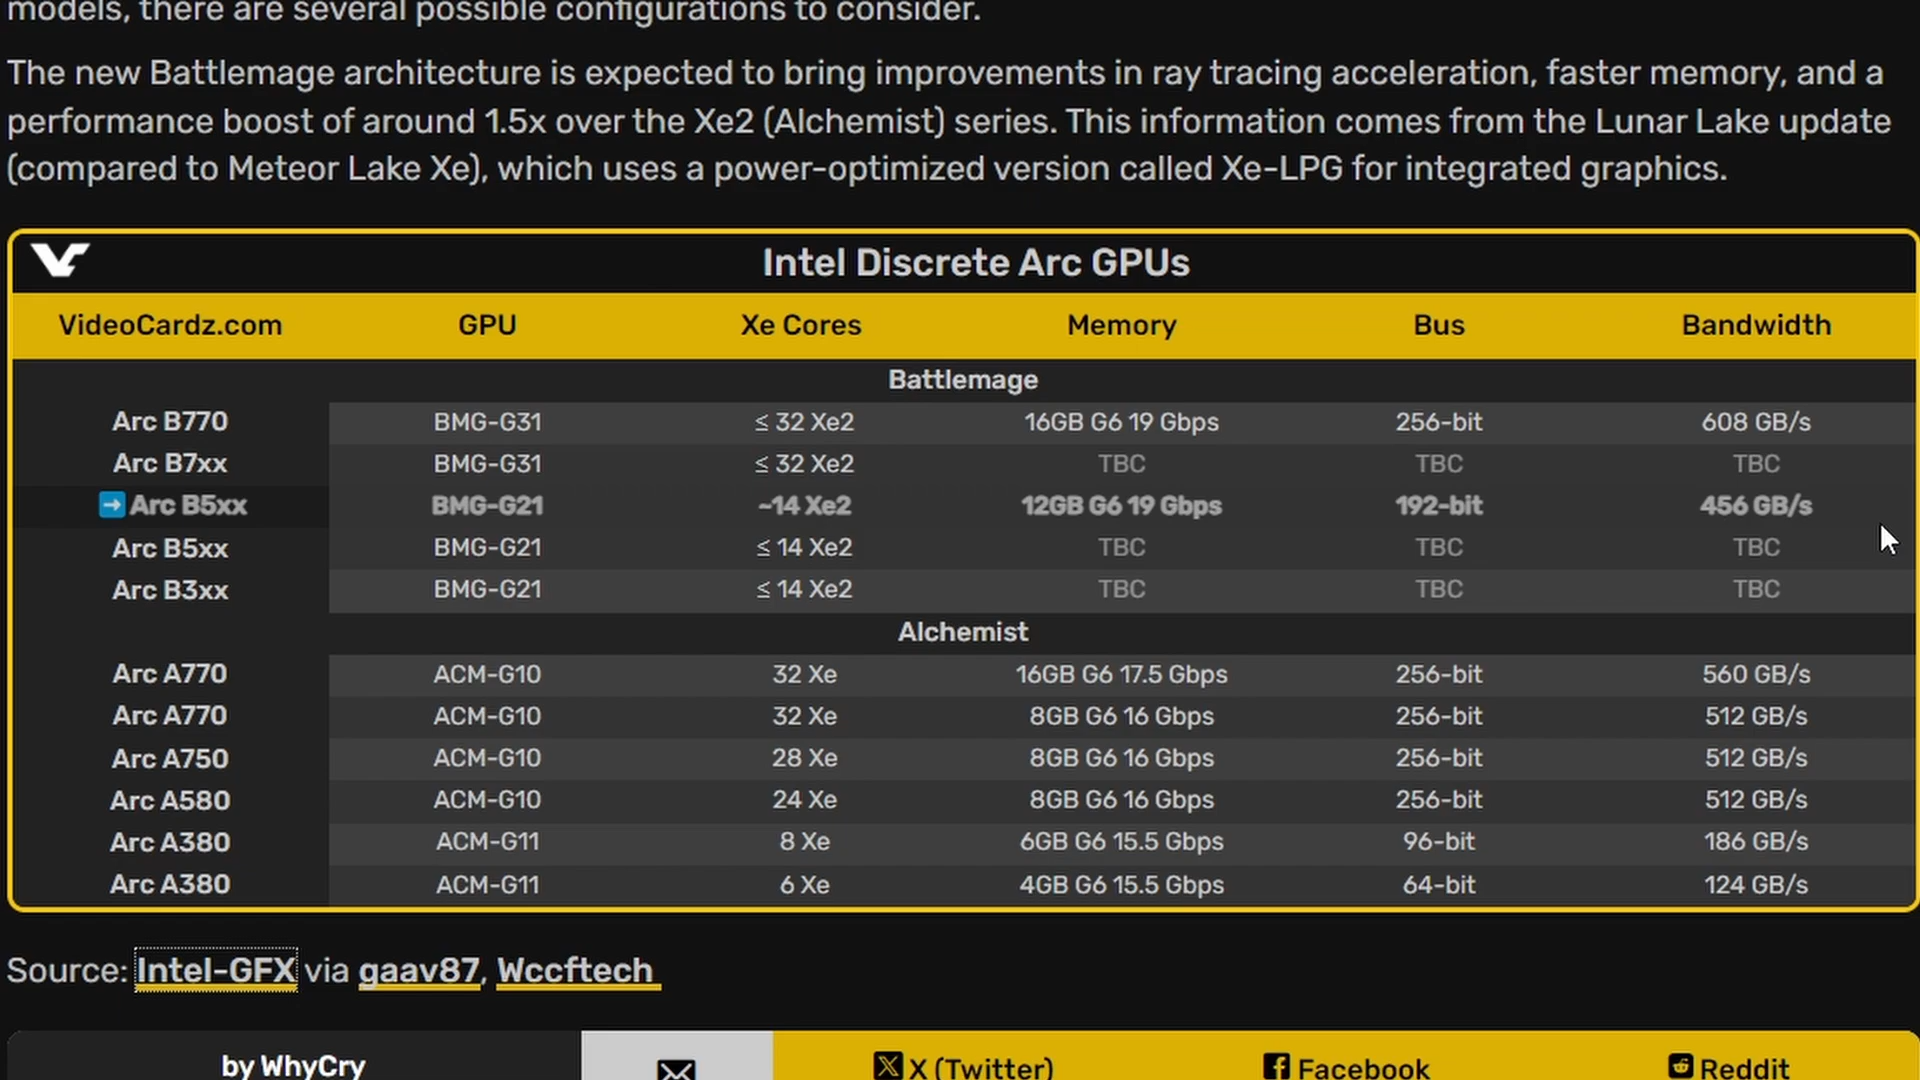 models, there are several possible configurations to consider.
The new Battlemage architecture is expected to bring improvements in ray tracing acceleration, faster memory, and a
performance boost of around 1.5x over the Xe2 (Alchemist) series. This information comes from the Lunar Lake update
(compared to Meteor Lake Xe), which uses a power-optimized version called Xe-LPG for integrated graphics.
Intel Discrete Arc GPUs
VideoCardz.com GPU Xe Cores Memory Bus Bandwidth
Battlemage
Arc B770 BMG-G31 ≤ 32 Xe2 16GB G6 19 Gbps 256-bit 608 GB/s
Arc B7xx BMG-G31 ≤ 32 Xe2 TBC TBC TBC
➡ Arc B5xx BMG-G21 ~14 Xe2 12GB G6 19 Gbps 192-bit 456 GB/s
Arc B5xx BMG-G21 ≤ 14 Xe2 TBC TBC TBC
Arc B3xx BMG-G21 ≤ 14 Xe2 TBC TBC TBC
Alchemist
Arc A770 ACM-G10 32 Xe 16GB G6 17.5 Gbps 256-bit 560 GB/s
Arc A770 ACM-G10 32 Xe 8GB G6 16 Gbps 256-bit 512 GB/s
Arc A750 ACM-G10 28 Xe 8GB G6 16 Gbps 256-bit 512 GB/s
Arc A580 ACM-G10 24 Xe 8GB G6 16 Gbps 256-bit 512 GB/s
Arc A380 ACM-G11 8 Xe 6GB G6 15.5 Gbps 96-bit 186 GB/s
Arc A380 ACM-G11 6 Xe 4GB G6 15.5 Gbps 64-bit 124 GB/s
Source: Intel-GFX via gaav87, Wccftech
by WhyCry X (Twitter) Facebook Reddit